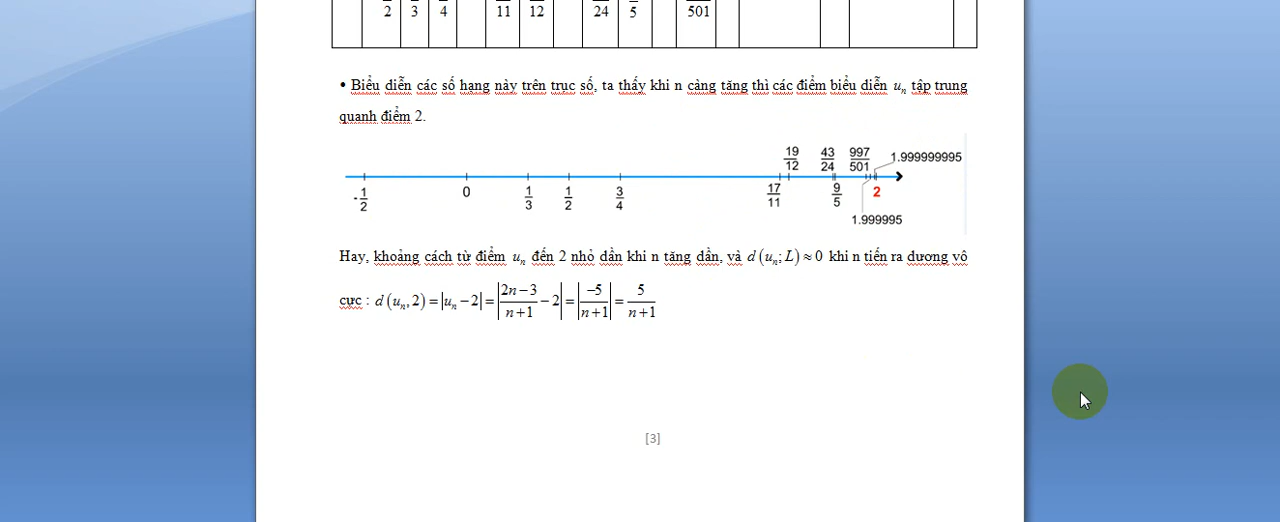 2 3 4 11 12 24 5 501
• Biểu diễn các số hạng này trên trục số, ta thấy khi n càng tăng thì các điểm biểu diễn uₙ tập trung
quanh điểm 2.
19/12 43/24 997/501 1.999999995
-1/2 0 1/3 1/2 3/4 17/11 9/5 2
1.999995
Hay, khoảng cách từ điểm uₙ đến 2 nhỏ dần khi n tăng dần, và d(uₙ; L) ≈ 0 khi n tiến ra dương vô
cực : d(uₙ, 2) = |uₙ − 2| = |(2n − 3)/(n + 1) − 2| = |−5/(n + 1)| = 5/(n + 1)
[3]